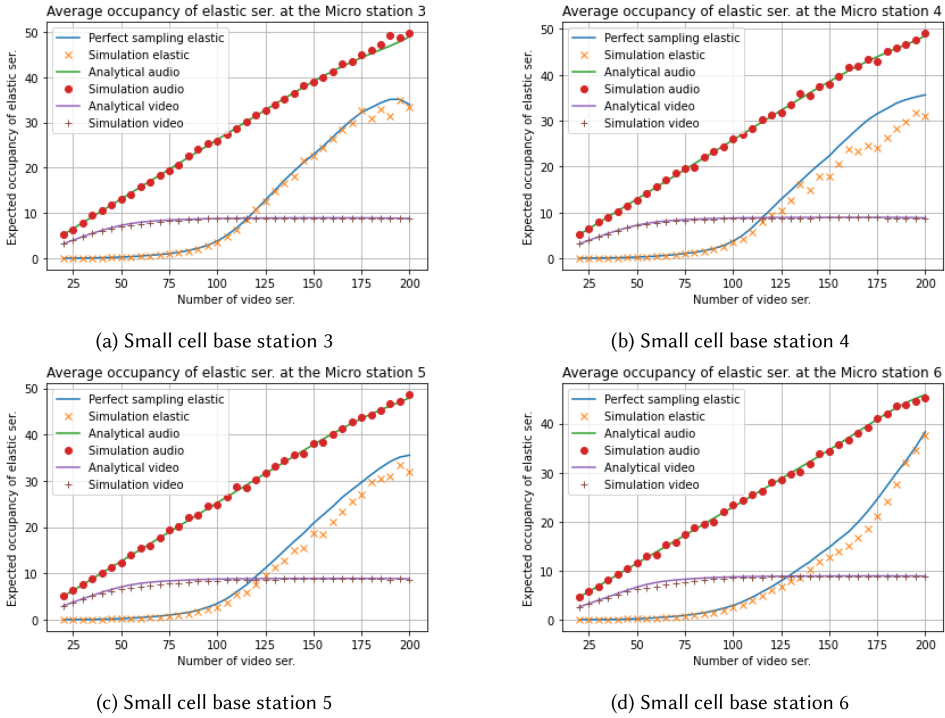 Average occupancy of elastic ser. at the Micro station 3
Expected occupancy of elastic ser.
50
40
30
20
10
0
Perfect sampling elastic
Simulation elastic
Analytical audio
Simulation audio
Analytical video
Simulation video
25 50 75 100 125 150 175 200
Number of video ser.
(a) Small cell base station 3
Average occupancy of elastic ser. at the Micro station 4
Expected occupancy of elastic ser.
50
40
30
20
10
0
Perfect sampling elastic
Simulation elastic
Analytical audio
Simulation audio
Analytical video
Simulation video
25 50 75 100 125 150 175 200
Number of video ser.
(b) Small cell base station 4
Average occupancy of elastic ser. at the Micro station 5
Expected occupancy of elastic ser.
50
40
30
20
10
0
Perfect sampling elastic
Simulation elastic
Analytical audio
Simulation audio
Analytical video
Simulation video
25 50 75 100 125 150 175 200
Number of video ser.
(c) Small cell base station 5
Average occupancy of elastic ser. at the Micro station 6
Expected occupancy of elastic ser.
40
30
20
10
0
Perfect sampling elastic
Simulation elastic
Analytical audio
Simulation audio
Analytical video
Simulation video
25 50 75 100 125 150 175 200
Number of video ser.
(d) Small cell base station 6